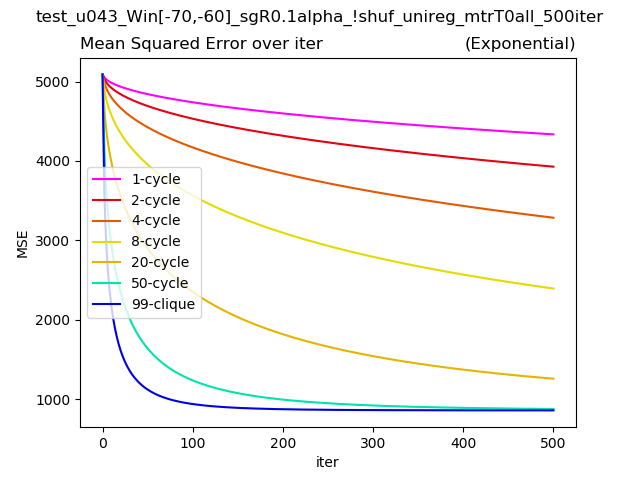 test_u043_Win[-70,-60]_sgR0.1alpha_!shuf_unireg_mtrT0all_500iter
Mean Squared Error over iter (Exponential)
5000
4000
3000
2000
1000
MSE
1-cycle
2-cycle
4-cycle
8-cycle
20-cycle
50-cycle
99-clique
0 100 200 300 400 500
iter